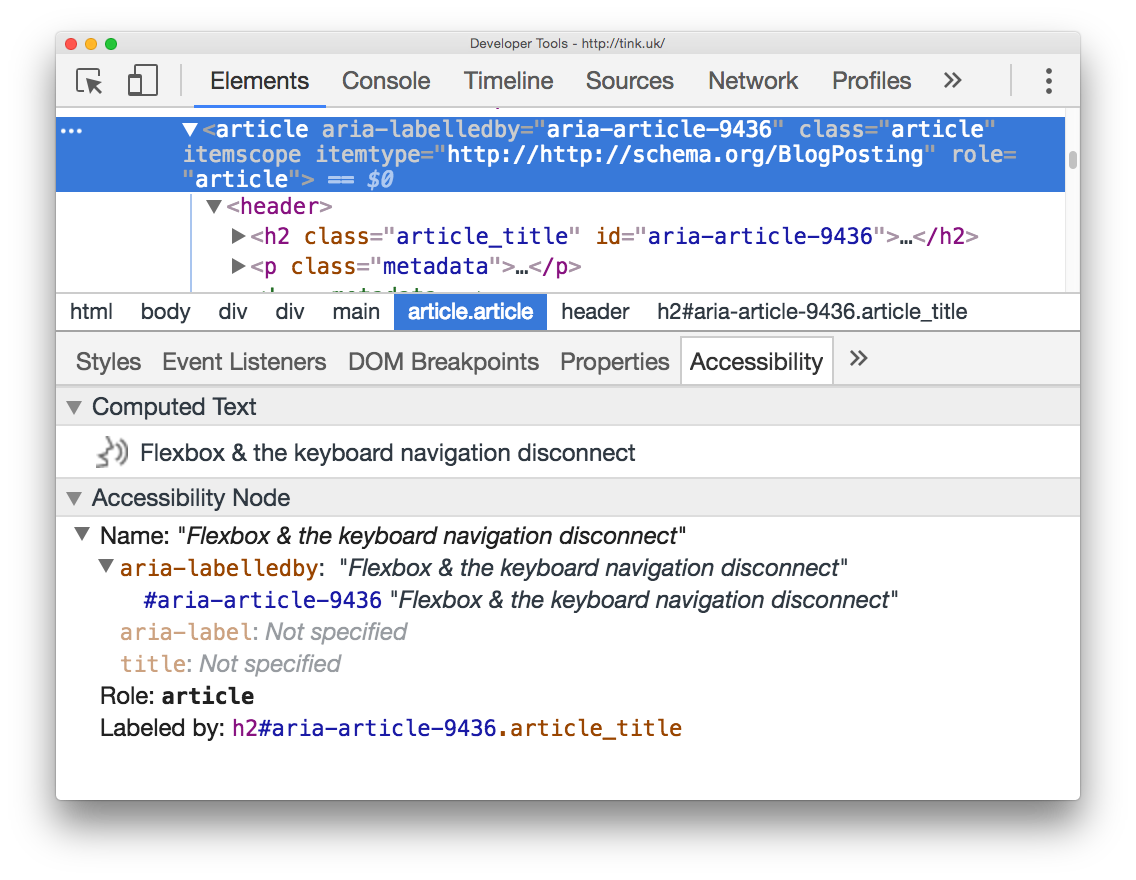 Developer Tools - http://tink.uk/
Elements Console Timeline Sources Network Profiles »
… ▼<article aria-labelledby="aria-article-9436" class="article"
itemscope itemtype="http://http://schema.org/BlogPosting" role=
"article"> == $0
▼<header>
▶<h2 class="article_title" id="aria-article-9436">…</h2>
▶<p class="metadata">…</p>
html body div div main article.article header h2#aria-article-9436.article_title
Styles Event Listeners DOM Breakpoints Properties Accessibility »
▼ Computed Text
Flexbox & the keyboard navigation disconnect
▼ Accessibility Node
▼ Name: "Flexbox & the keyboard navigation disconnect"
▼ aria-labelledby: "Flexbox & the keyboard navigation disconnect"
#aria-article-9436 "Flexbox & the keyboard navigation disconnect"
aria-label: Not specified
title: Not specified
Role: article
Labeled by: h2#aria-article-9436.article_title